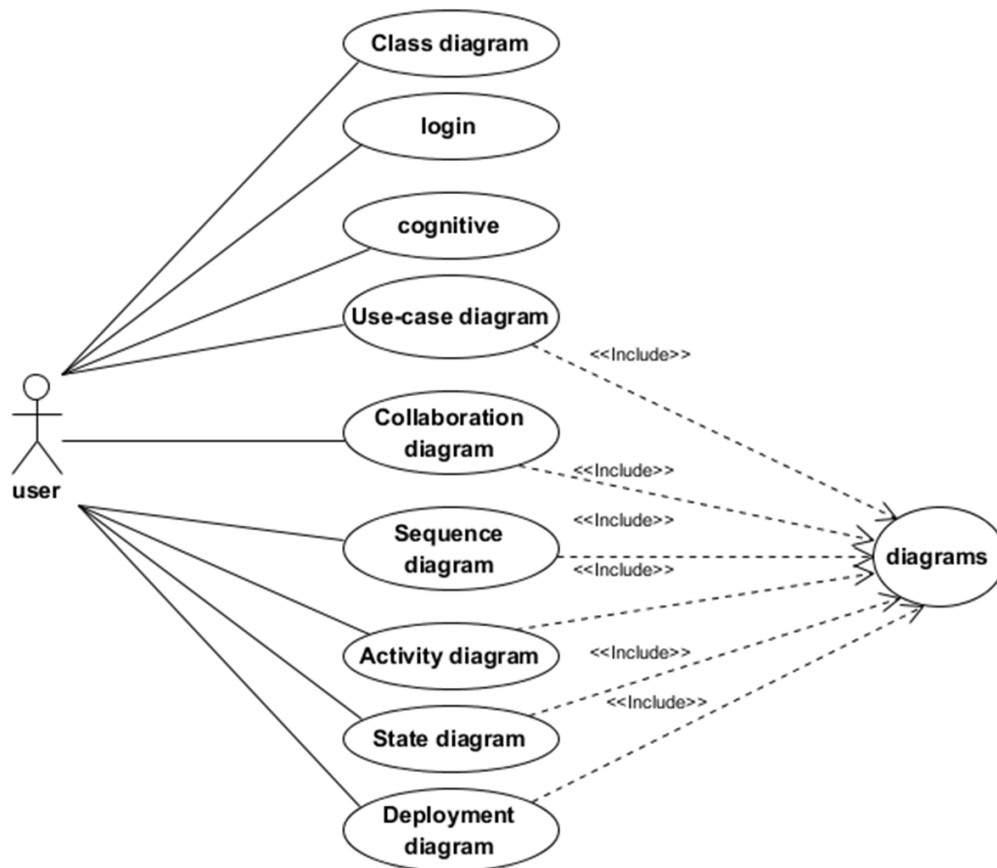 Class diagram
login
cognitive
Use-case diagram
<<Include>>
Collaboration
diagram
<<Include>>
user
Sequence
diagram
<<Include>>
<<Include>>
diagrams
Activity diagram
<<Include>>
State diagram
<<Include>>
Deployment
diagram